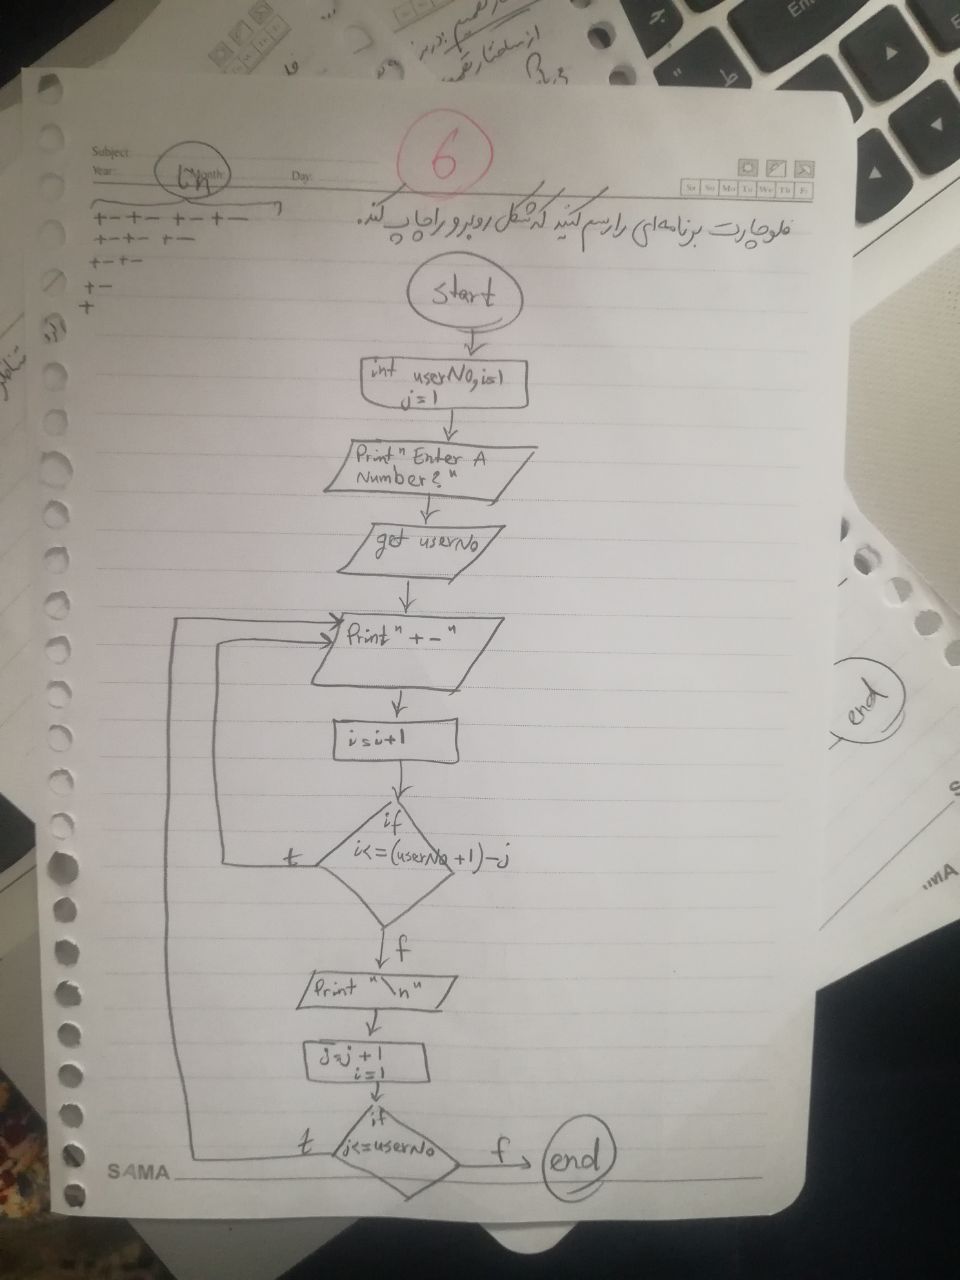 6
Subject:
Year:
Month:
Day:
Sa Su Mo Tu We Th Fr
فلوچارت برنامه‌ای را رسم کنید که شکل روبرو را چاپ کند.
+-+- +-+-
+-+- +-
+-+-
+-
+
start
int userNo, i=1
j=1
Print "Enter A
Number? "
get userNo
Print " + - "
i=i+1
if
i<=(userNo+1)-j
t
f
Print "\n"
j=j+1
i=1
if
j<=userNo
t
f
end
SAMA
end
Ente